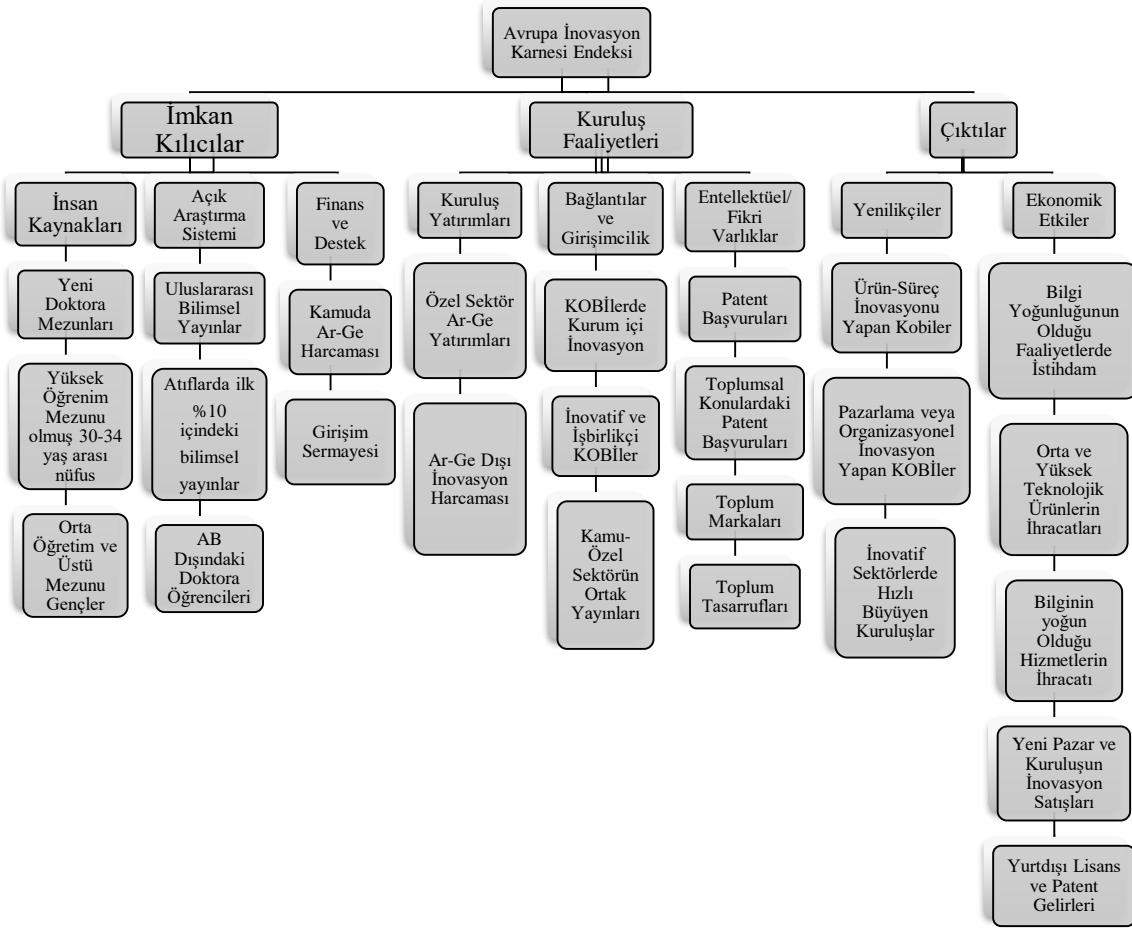 Avrupa İnovasyon
Karnesi Endeksi
İmkan
Kılıcılar
Kuruluş
Faaliyetleri
Çıktılar
İnsan
Kaynakları
Yeni
Doktora
Mezunları
Yüksek
Öğrenim
Mezunu
olmuş 30-34
yaş arası
nüfus
Orta
Öğretim ve
Üstü
Mezunu
Gençler
Açık
Araştırma
Sistemi
Uluslararası
Bilimsel
Yayınlar
Atıflarda ilk
%10
içindeki
bilimsel
yayınlar
AB
Dışındaki
Doktora
Öğrencileri
Finans
ve
Destek
Kamuda
Ar-Ge
Harcaması
Girişim
Sermayesi
Kuruluş
Yatırımları
Özel Sektör
Ar-Ge
Yatırımları
Ar-Ge Dışı
İnovasyon
Harcaması
Bağlantılar
ve
Girişimcilik
KOBİlerde
Kurum içi
İnovasyon
İnovatif ve
İşbirlikçi
KOBİler
Kamu-
Özel
Sektörün
Ortak
Yayınları
Entellektüel/
Fikri
Varlıklar
Patent
Başvuruları
Toplumsal
Konulardaki
Patent
Başvuruları
Toplum
Markaları
Toplum
Tasarrufları
Yenilikçiler
Ürün-Süreç
İnovasyonu
Yapan Kobiler
Pazarlama veya
Organizasyonel
İnovasyon
Yapan KOBİler
İnovatif
Sektörlerde
Hızlı
Büyüyen
Kuruluşlar
Ekonomik
Etkiler
Bilgi
Yoğunluğunun
Olduğu
Faaliyetlerde
İstihdam
Orta ve
Yüksek
Teknolojik
Ürünlerin
İhracatları
Bilginin
yoğun
Olduğu
Hizmetlerin
İhracatı
Yeni Pazar ve
Kuruluşun
İnovasyon
Satışları
Yurtdışı Lisans
ve Patent
Gelirleri